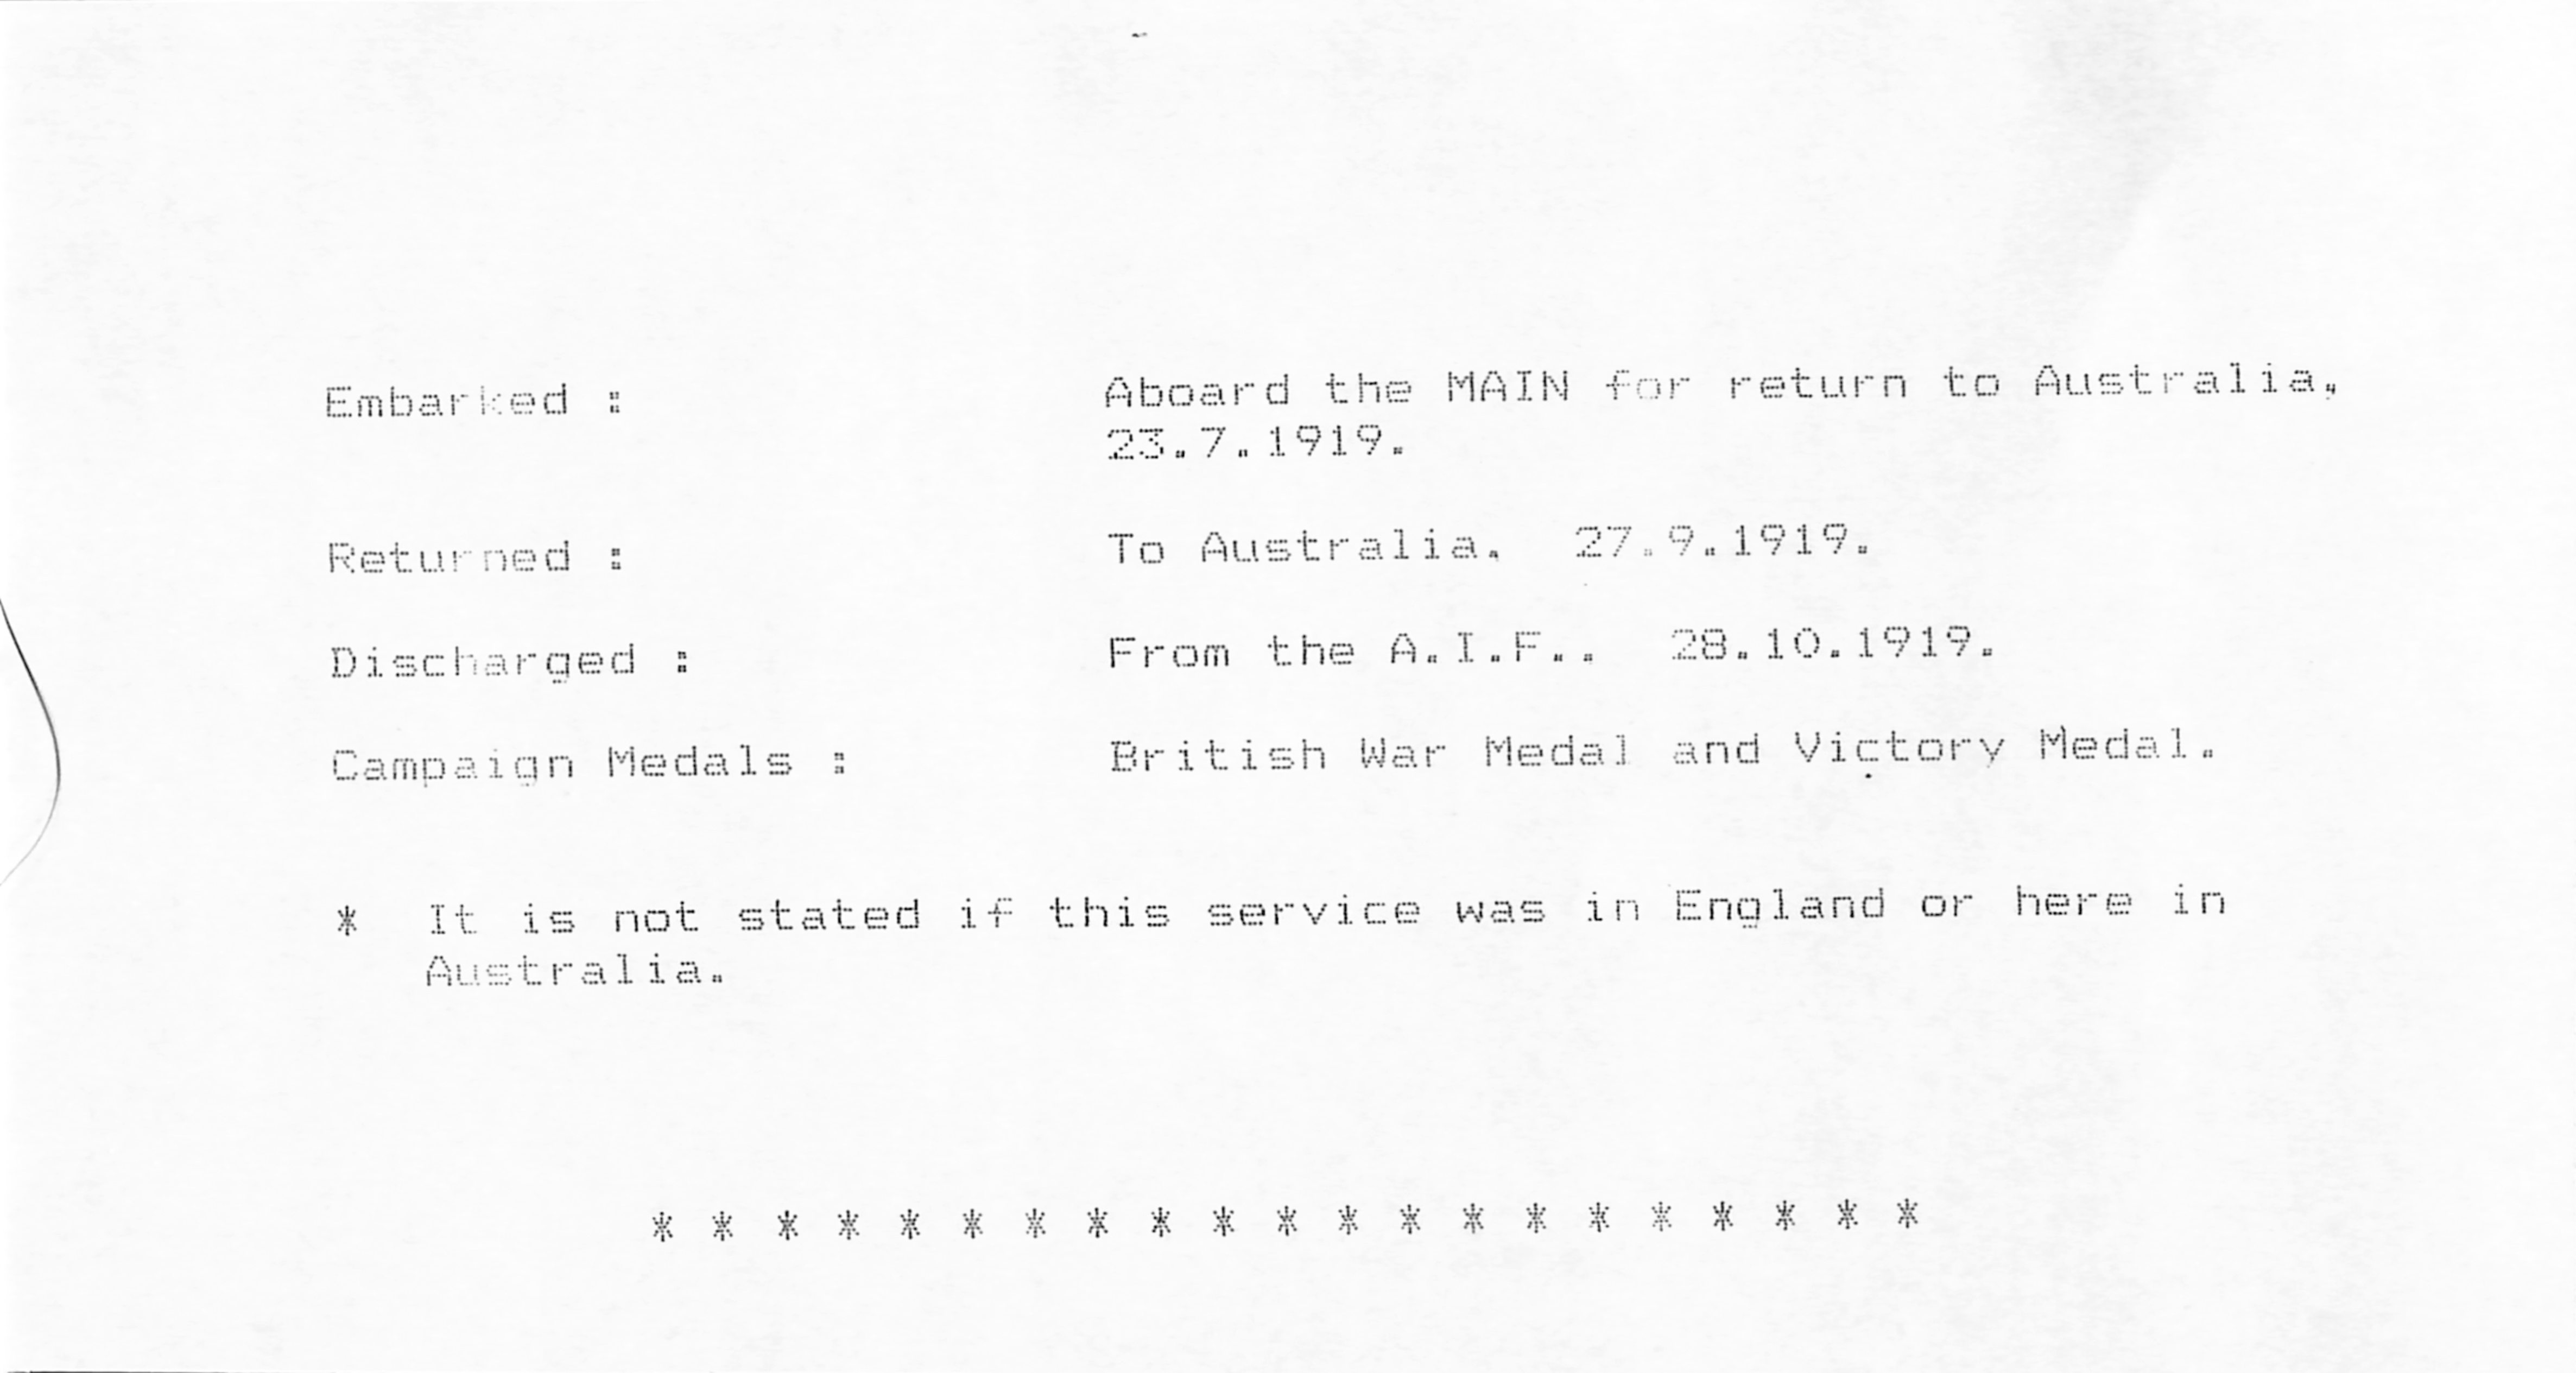 Embarked : Aboard the MAIN for return to Australia,
23.7.1919.
Returned : To Australia. 27.9.1919.
Discharged : From the A.I.F.. 28.10.1919.
Campaign Medals : British War Medal and Victory Medal.
* It is not stated if this service was in England or here in
Australia.
* * * * * * * * * * * * * * * * * * * * *